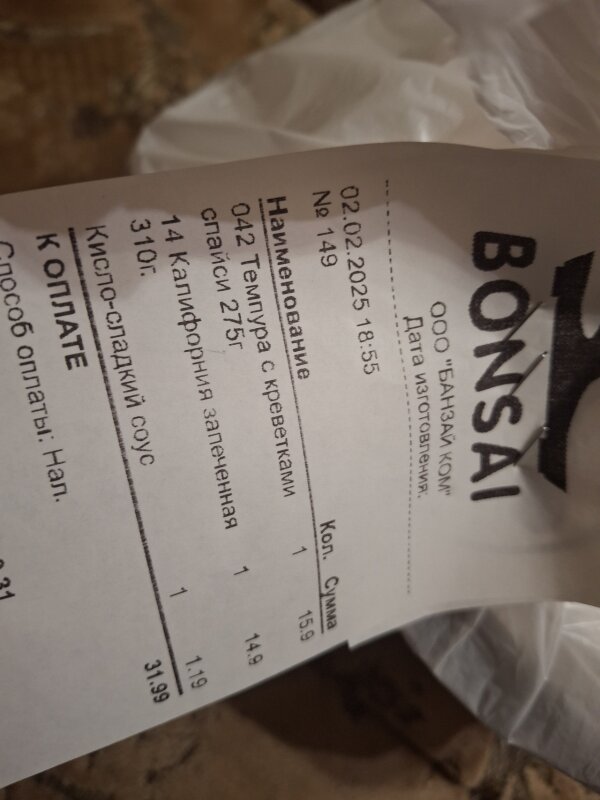 BONSAI
ООО "БАНЗАЙ КОМ"
Дата изготовления:
02.02.2025 18:55
№ 149
Наименование Кол. Сумма
042 Темпура с креветками 1 15.9
спайси 275г
14 Калифорния запеченная 1 14.9
310г.
Кисло-сладкий соус 1 1.19
К ОПЛАТЕ 31.99
Способ оплаты: Нал.